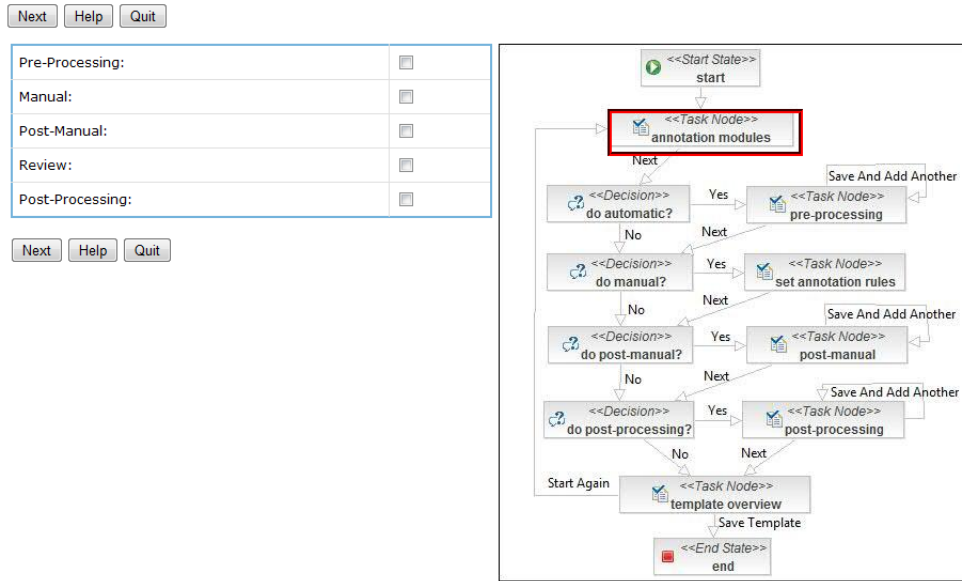 Next Help Quit
Pre-Processing:
Manual:
Post-Manual:
Review:
Post-Processing:
Next Help Quit
<<Start State>>
start
<<Task Node>>
annotation modules
Next
Save And Add Another
<<Decision>>
do automatic?
Yes
<<Task Node>>
pre-processing
No
Next
<<Decision>>
do manual?
Yes
<<Task Node>>
set annotation rules
No
Next
Save And Add Another
<<Decision>>
do post-manual?
Yes
<<Task Node>>
post-manual
No
Next
Save And Add Another
<<Decision>>
do post-processing?
Yes
<<Task Node>>
post-processing
No
Next
Start Again
<<Task Node>>
template overview
Save Template
<<End State>>
end